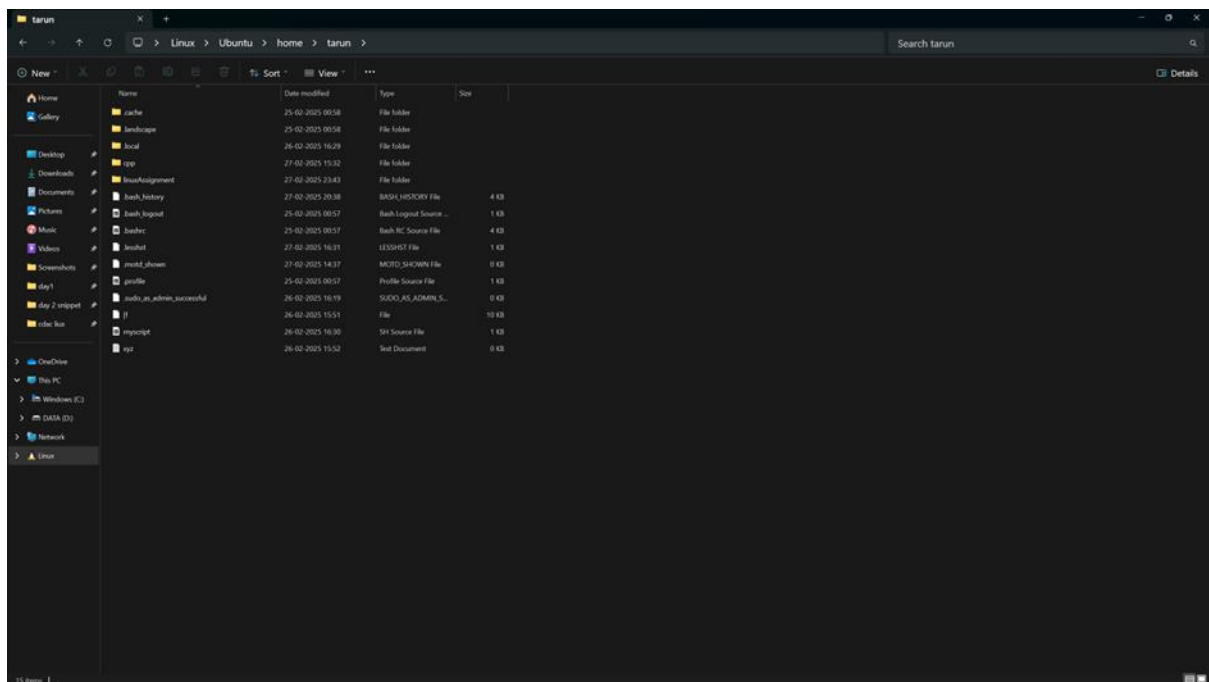 tarun
Linux > Ubuntu > home > tarun >
Search tarun
New
Sort
View
Details
Home
Gallery
Desktop
Downloads
Documents
Pictures
Music
Videos
Screenshots
day1
day 2 snippet
OneDrive
This PC
Windows (C:)
DATA (D:)
Network
Linux
Name Date modified Type Size
.cache 25-02-2025 00:58 File folder
.landscape 25-02-2025 00:58 File folder
.local 26-02-2025 16:29 File folder
cpp 27-02-2025 15:32 File folder
linuxAssignment 27-02-2025 23:43 File folder
.bash_history 27-02-2025 20:38 BASH_HISTORY File 4 KB
.bash_logout 25-02-2025 00:57 Bash Logout Source ... 1 KB
.bashrc 25-02-2025 00:57 Bash RC Source File 4 KB
.lesshst 27-02-2025 16:31 LESSHST File 1 KB
.motd_shown 27-02-2025 14:37 MOTD_SHOWN File 0 KB
.profile 25-02-2025 00:57 Profile Source File 1 KB
.sudo_as_admin_successful 26-02-2025 16:19 SUDO_AS_ADMIN_S... 0 KB
26-02-2025 15:51 File 10 KB
myscript 26-02-2025 16:30 SH Source File 1 KB
xyz 26-02-2025 15:52 Text Document 0 KB
15 items